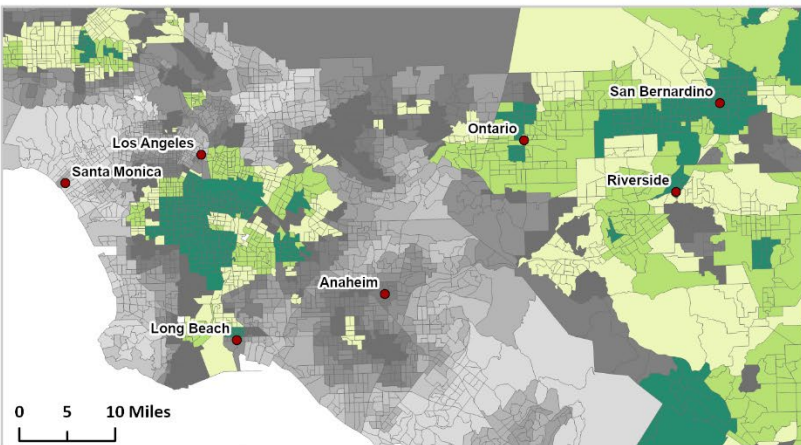 San Bernardino
Ontario
Los Angeles
Santa Monica
Riverside
Anaheim
Long Beach
0 5 10 Miles